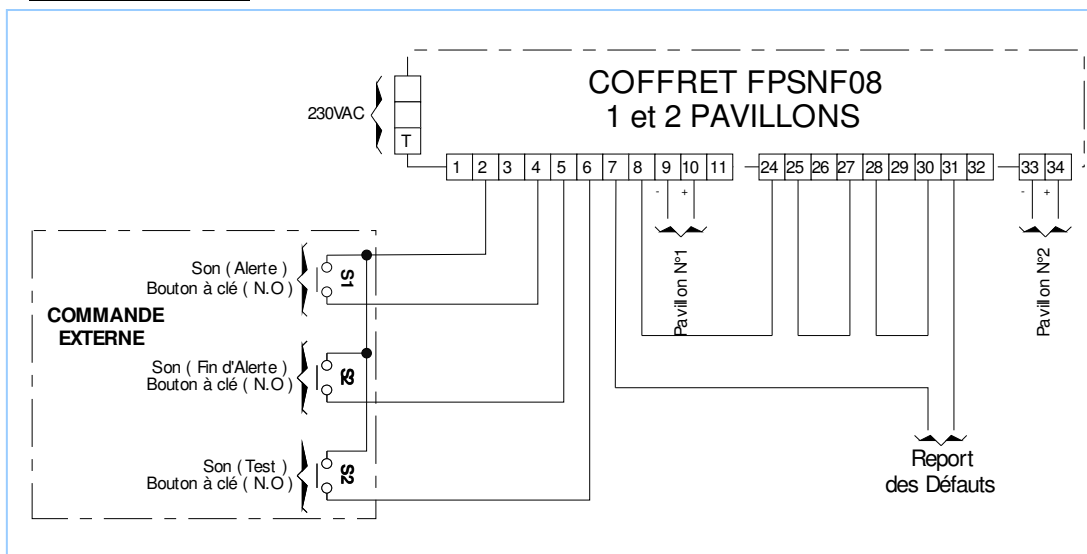 COFFRET FPSNF08
1 et 2 PAVILLONS
230VAC
T
1 2 3 4 5 6 7 8 9 10 11 24 25 26 27 28 29 30 31 32 33 34
- + - +
Pavillon N°1
Pavillon N°2
Son ( Alerte )
Bouton à clé ( N.O )
S1
COMMANDE
EXTERNE
Son ( Fin d'Alerte )
Bouton à clé ( N.O )
S2
Son ( Test )
Bouton à clé ( N.O )
S2
Report
des Défauts